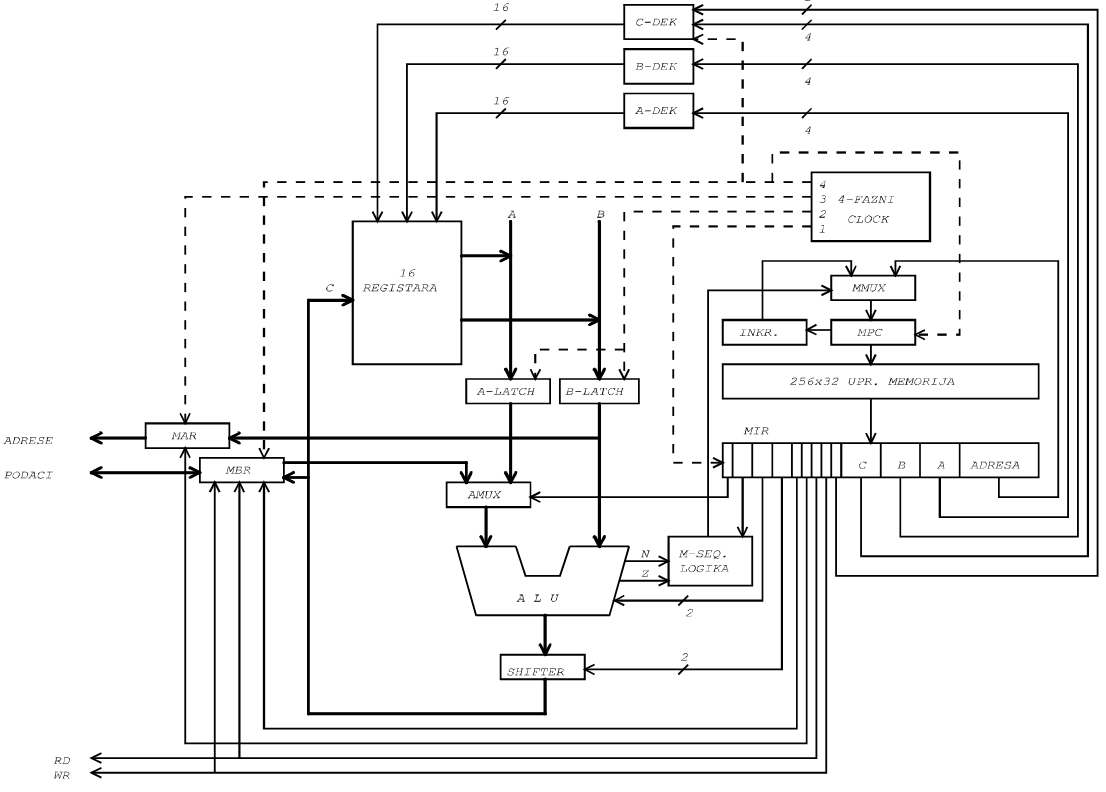 16
C-DEK
4
16
B-DEK
4
16
A-DEK
4
4
3 4-FAZNI
2 CLOCK
1
A
B
16
REGISTARA
C
MMUX
INKR.
MPC
256x32 UPR. MEMORIJA
A-LATCH
B-LATCH
MIR
ADRESE
MAR
C
B
A
ADRESA
PODACI
MBR
AMUX
N
M-SEQ.
LOGIKA
Z
ALU
2
2
SHIFTER
RD
WR